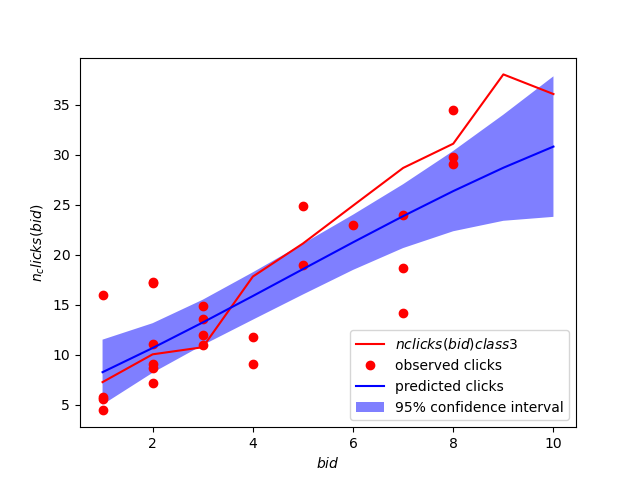 35
30
25
20
15
10
5
n_clicks(bid)
nclicks(bid)class3
observed clicks
predicted clicks
95% confidence interval
2 4 6 8 10
bid